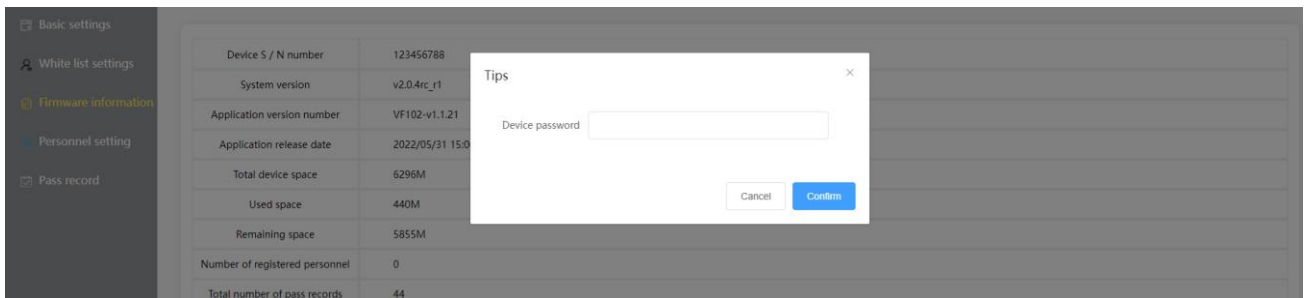 Basic settings
White list settings
Firmware information
Personnel setting
Pass record
Device S / N number 123456788
System version v2.0.4rc_r1
Application version number VF102-v1.1.21
Application release date 2022/05/31 15:0
Total device space 6296M
Used space 440M
Remaining space 5855M
Number of registered personnel 0
Total number of pass records 44
Tips
Device password
Cancel Confirm